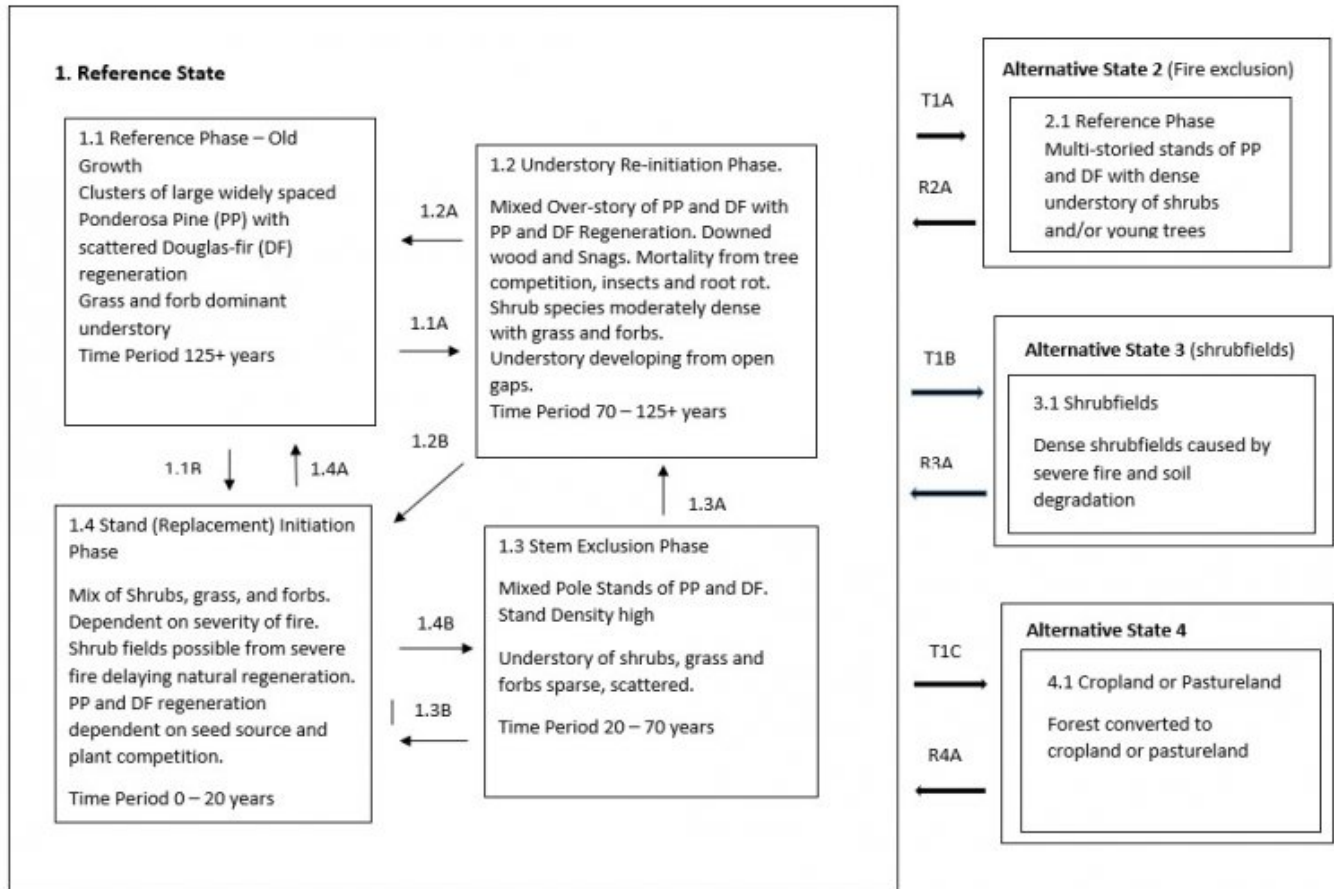 1. Reference State
1.1 Reference Phase – Old
Growth
Clusters of large widely spaced
Ponderosa Pine (PP) with
scattered Douglas-fir (DF)
regeneration
Grass and forb dominant
understory
Time Period 125+ years
1.2A
1.1A
1.2 Understory Re-initiation Phase.
Mixed Over-story of PP and DF with
PP and DF Regeneration. Downed
wood and Snags. Mortality from tree
competition, insects and root rot.
Shrub species moderately dense
with grass and forbs.
Understory developing from open
gaps.
Time Period 70 – 125+ years
1.1B
1.4A
1.2B
1.3A
1.4 Stand (Replacement) Initiation
Phase
Mix of Shrubs, grass, and forbs.
Dependent on severity of fire.
Shrub fields possible from severe
fire delaying natural regeneration.
PP and DF regeneration
dependent on seed source and
plant competition.
Time Period 0 – 20 years
1.4B
1.3B
1.3 Stem Exclusion Phase
Mixed Pole Stands of PP and DF.
Stand Density high
Understory of shrubs, grass and
forbs sparse, scattered.
Time Period 20 – 70 years
T1A
R2A
Alternative State 2 (Fire exclusion)
2.1 Reference Phase
Multi-storied stands of PP
and DF with dense
understory of shrubs
and/or young trees
T1B
R3A
Alternative State 3 (shrubfields)
3.1 Shrubfields
Dense shrubfields caused by
severe fire and soil
degradation
T1C
R4A
Alternative State 4
4.1 Cropland or Pastureland
Forest converted to
cropland or pastureland